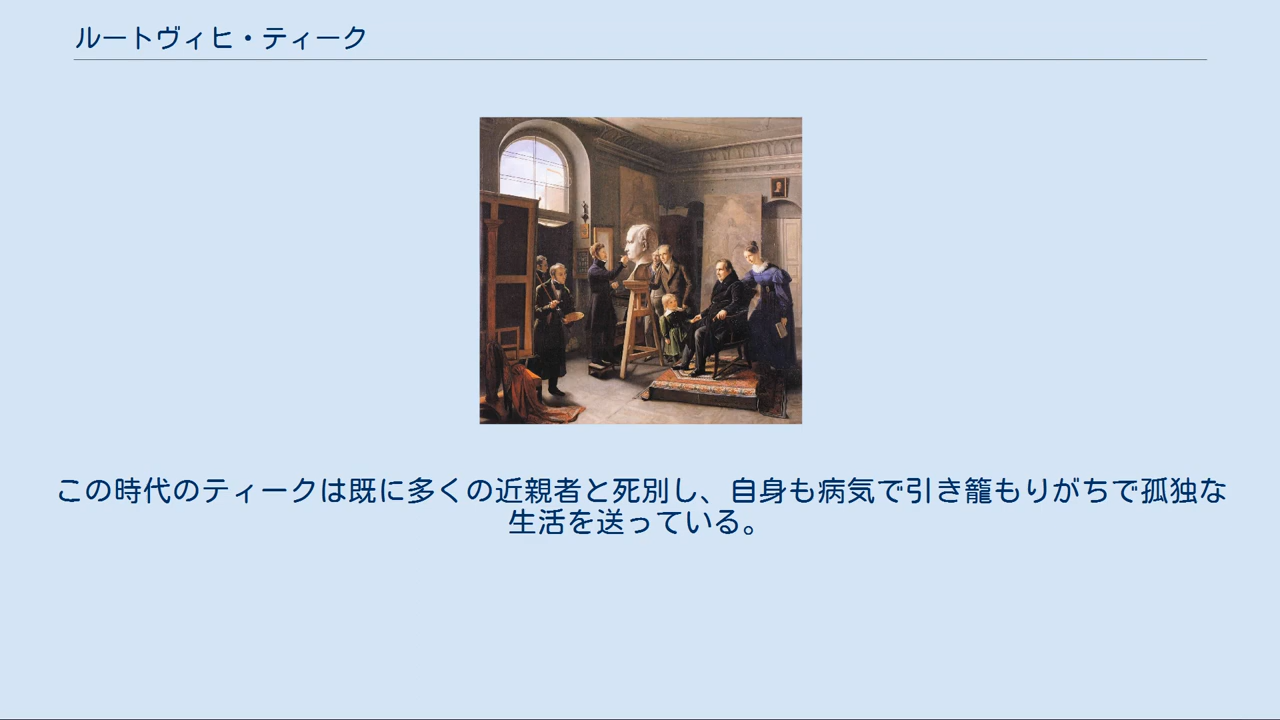 ルートヴィヒ・ティーク
この時代のティークは既に多くの近親者と死別し、自身も病気で引き籠もりがちで孤独な
生活を送っている。